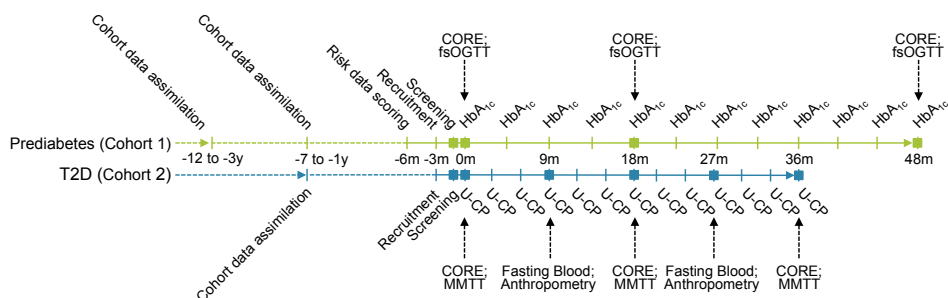 CORE;
fsOGTT
CORE;
fsOGTT
CORE;
fsOGTT
Cohort data assimilation
Cohort data assimilation
Risk data scoring
Recruitment
Screening
HbA1c
HbA1c
HbA1c
HbA1c
HbA1c
HbA1c
HbA1c
HbA1c
HbA1c
HbA1c
HbA1c
HbA1c
Prediabetes (Cohort 1)
-12 to -3y -7 to -1y -6m -3m 0m 9m 18m 27m 36m 48m
T2D (Cohort 2)
Cohort data assimilation
Recruitment
Screening
U-CP
U-CP
U-CP
U-CP
U-CP
U-CP
U-CP
U-CP
U-CP
U-CP
U-CP
U-CP
U-CP
CORE;
MMTT
Fasting Blood;
Anthropometry
CORE;
MMTT
Fasting Blood;
Anthropometry
CORE;
MMTT